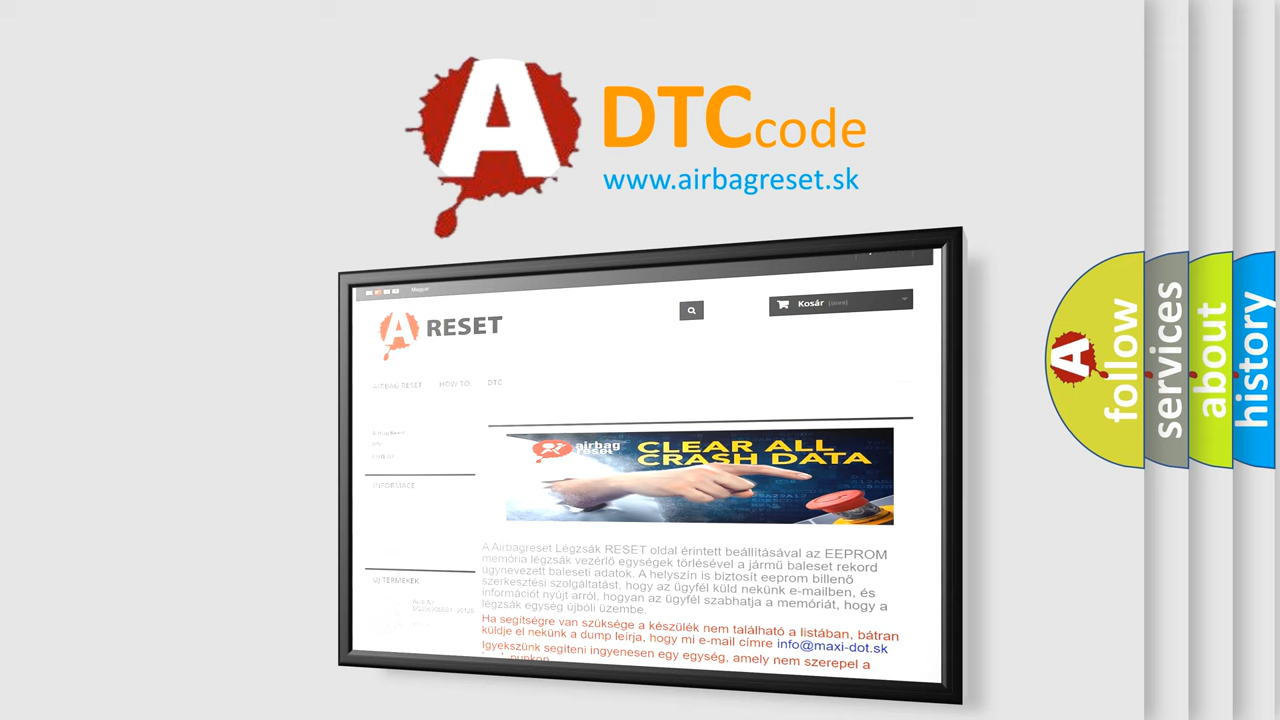 A
DTCcode
www.airbagreset.sk
Magyar
A RESET
Kosár (üres)
AIRBAG RESET HOW TO DTC
INFORMACE
ÚJ TERMÉKEK
airbag
reset
CLEAR ALL
CRASH DATA
A Airbagreset Légzsák RESET oldal érintett beállításával az EEPROM
memória légzsák vezérlő egységek törlésével a jármű baleset rekord
úgynevezett baleseti adatok. A helyszín is biztosít eeprom billenő
szerkesztési szolgáltatást, hogy az ügyfél küld nekünk e-mailben, és
információt nyújt arról, hogyan az ügyfél szabhatja a memóriát, hogy a
légzsák egység újbóli üzembe.
Ha segítségre van szüksége a készülék nem található a listában, bátran
küldje el nekünk a dump leírja, hogy mi e-mail címre info@maxi-dot.sk
Igyekszünk segíteni ingyenesen egy egység, amely nem szerepel a
A
follow
services
about
history